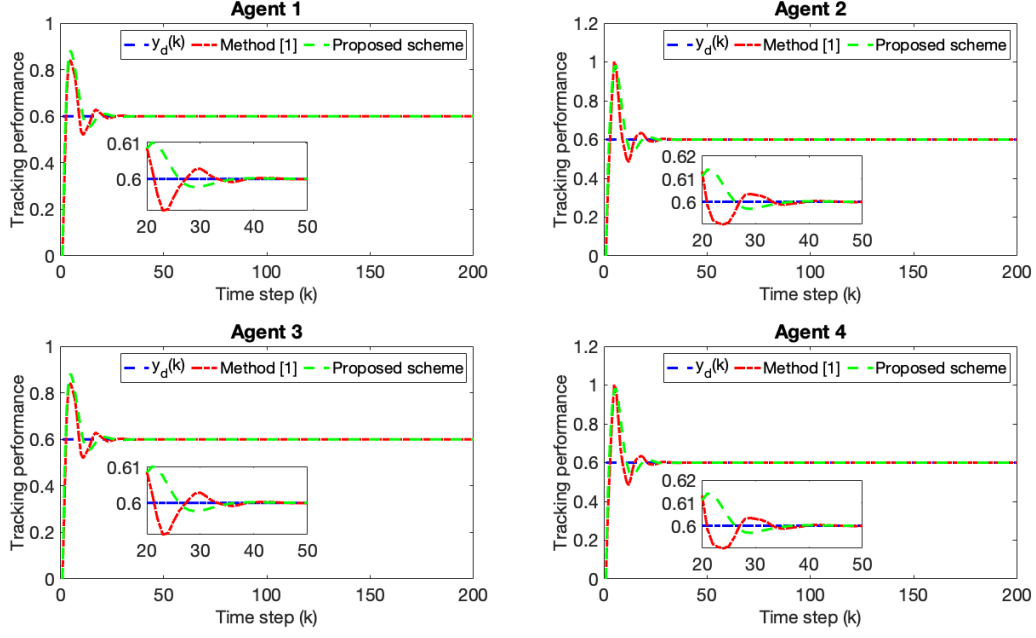 Agent 1
y_d(k) Method [1] Proposed scheme
Tracking performance
1
0.8
0.6
0.4
0.2
0
0.61
0.6
20 30 40 50
0 50 100 150 200
Time step (k)
Agent 2
y_d(k) Method [1] Proposed scheme
Tracking performance
1.2
1
0.8
0.6
0.4
0.2
0
0.62
0.61
0.6
20 30 40 50
0 50 100 150 200
Time step (k)
Agent 3
y_d(k) Method [1] Proposed scheme
Tracking performance
1
0.8
0.6
0.4
0.2
0
0.61
0.6
20 30 40 50
0 50 100 150 200
Time step (k)
Agent 4
y_d(k) Method [1] Proposed scheme
Tracking performance
1.2
1
0.8
0.6
0.4
0.2
0
0.62
0.61
0.6
20 30 40 50
0 50 100 150 200
Time step (k)